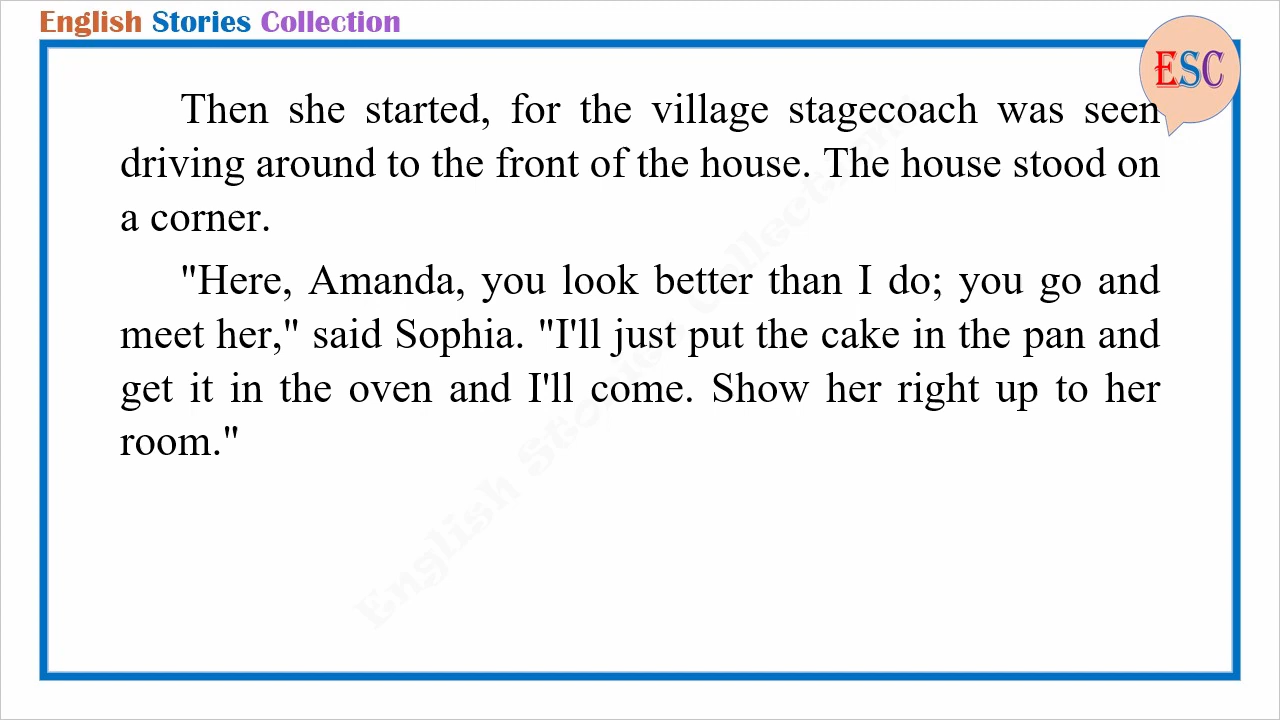 English Stories Collection
ESC
Then she started, for the village stagecoach was seen
driving around to the front of the house. The house stood on
a corner.
"Here, Amanda, you look better than I do; you go and
meet her," said Sophia. "I'll just put the cake in the pan and
get it in the oven and I'll come. Show her right up to her
room."
English Stories Collection